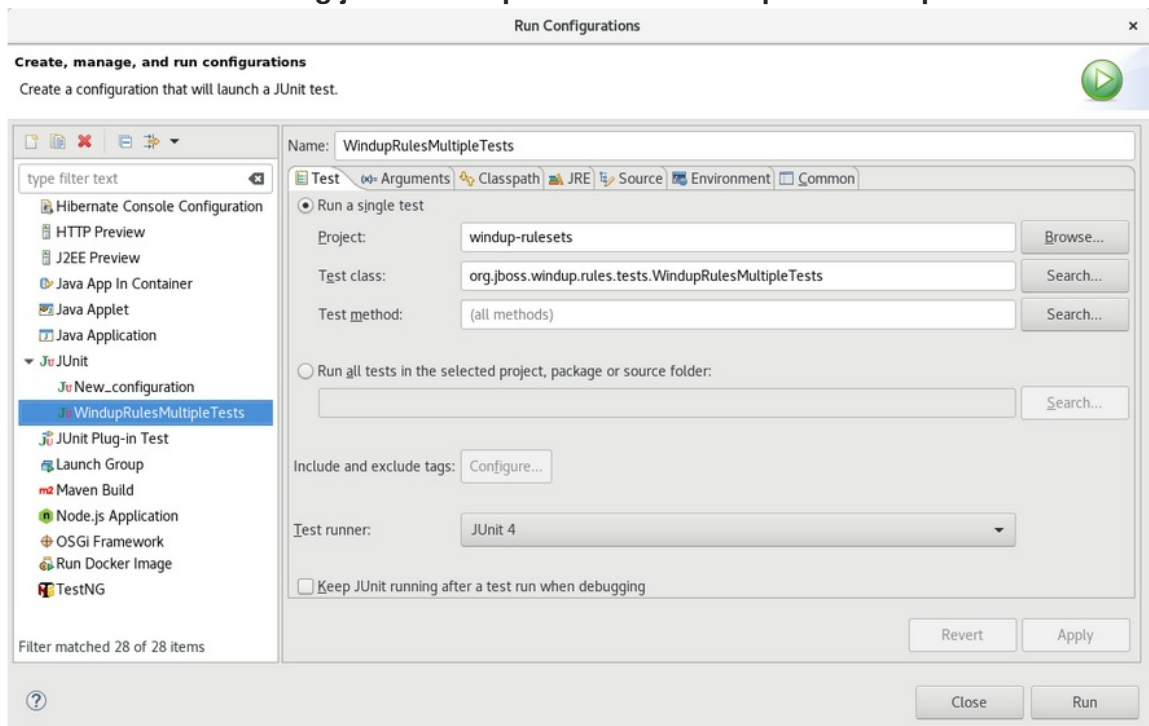 Run Configurations
Create, manage, and run configurations
Create a configuration that will launch a JUnit test.
Name: WindupRulesMultipleTests
type filter text
Hibernate Console Configuration
HTTP Preview
J2EE Preview
Java App In Container
Java Applet
Java Application
JUnit
New_configuration
WindupRulesMultipleTests
JUnit Plug-in Test
Launch Group
m2 Maven Build
Node.js Application
OSGi Framework
Run Docker Image
TestNG
Filter matched 28 of 28 items
Test Arguments Classpath JRE Source Environment Common
Run a single test
Project: windup-rulesets Browse...
Test class: org.jboss.windup.rules.tests.WindupRulesMultipleTests Search...
Test method: (all methods) Search...
Run all tests in the selected project, package or source folder:
Search...
Include and exclude tags: Configure...
Test runner: JUnit 4
Keep JUnit running after a test run when debugging
Revert Apply
Close Run